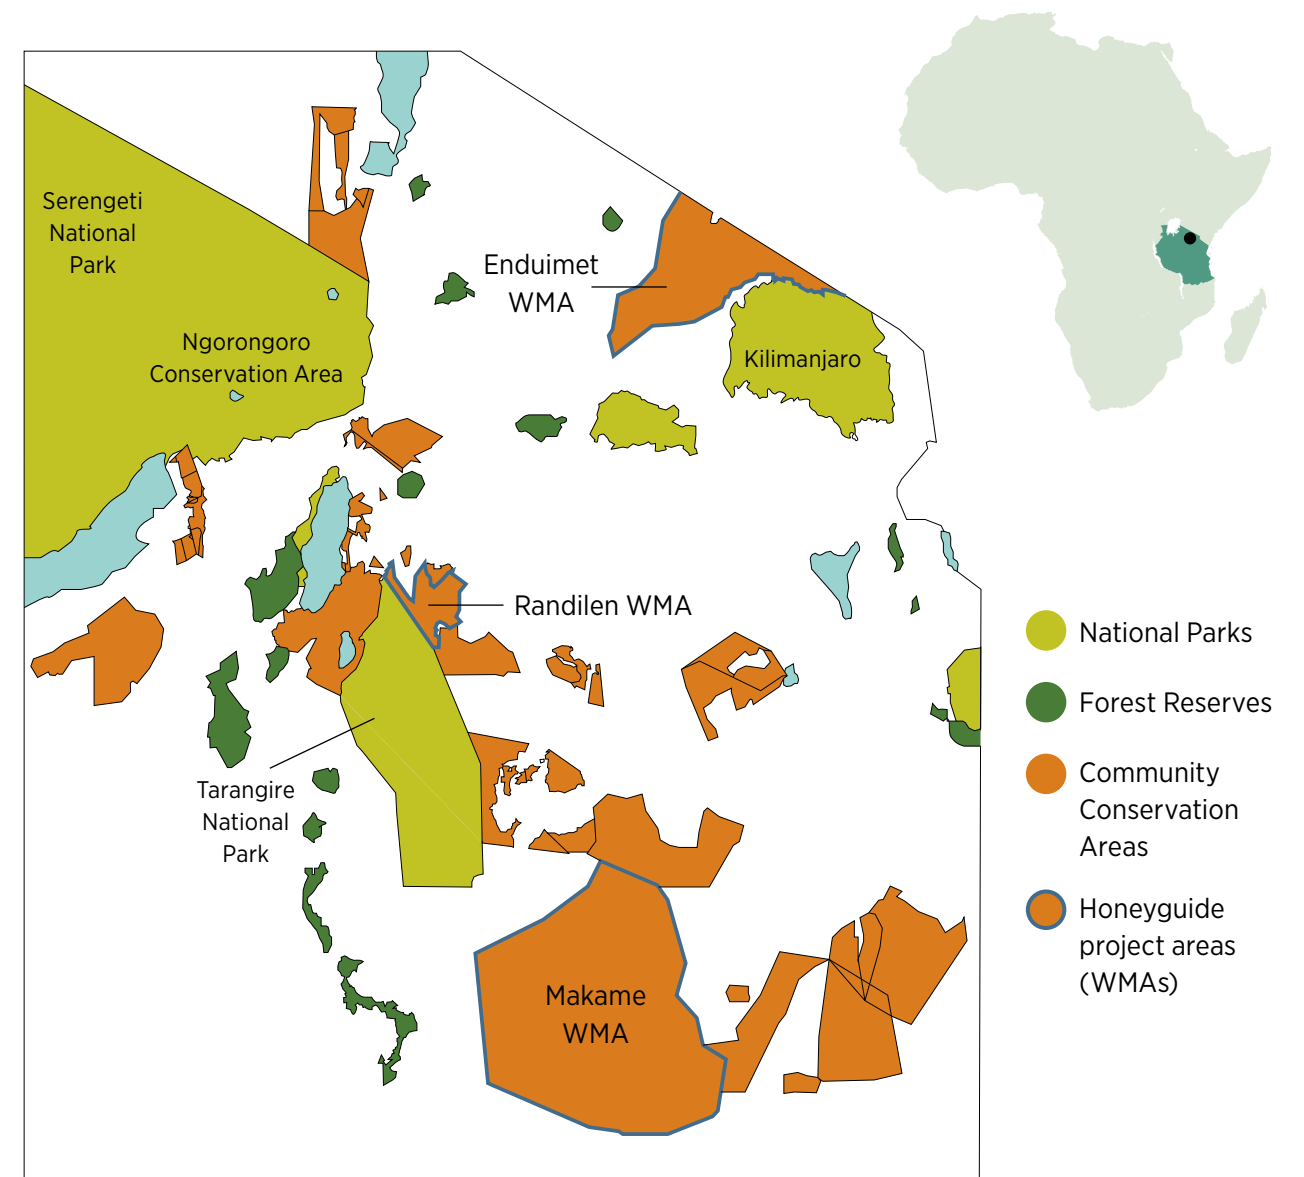 Serengeti
National
Park
Enduimet
WMA
Ngorongoro
Conservation Area
Kilimanjaro
Randilen WMA
Tarangire
National
Park
Makame
WMA
National Parks
Forest Reserves
Community
Conservation
Areas
Honeyguide
project areas
(WMAs)